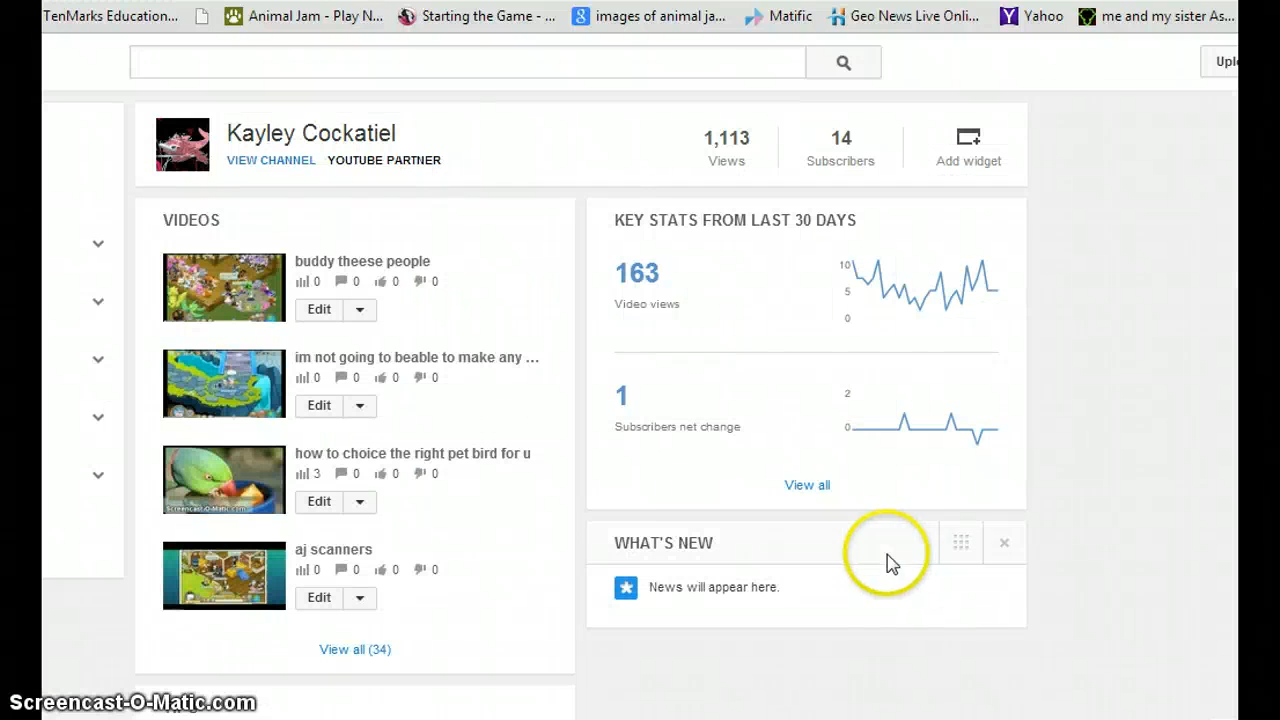 TenMarks Education...
Animal Jam - Play N...
Starting the Game - ...
images of animal ja...
Matific
Geo News Live Onli...
Yahoo
me and my sister As...
Uplo
Kayley Cockatiel
VIEW CHANNEL YOUTUBE PARTNER
1,113
Views
14
Subscribers
Add widget
VIDEOS
buddy theese people
0 0 0 0
Edit
im not going to beable to make any ...
0 0 0 0
Edit
how to choice the right pet bird for u
3 0 0 0
Edit
Screencast-O-Matic.com
aj scanners
0 0 0 0
Edit
View all (34)
KEY STATS FROM LAST 30 DAYS
163
Video views
10
5
0
1
Subscribers net change
2
0
View all
WHAT'S NEW
News will appear here.
Screencast-O-Matic.com